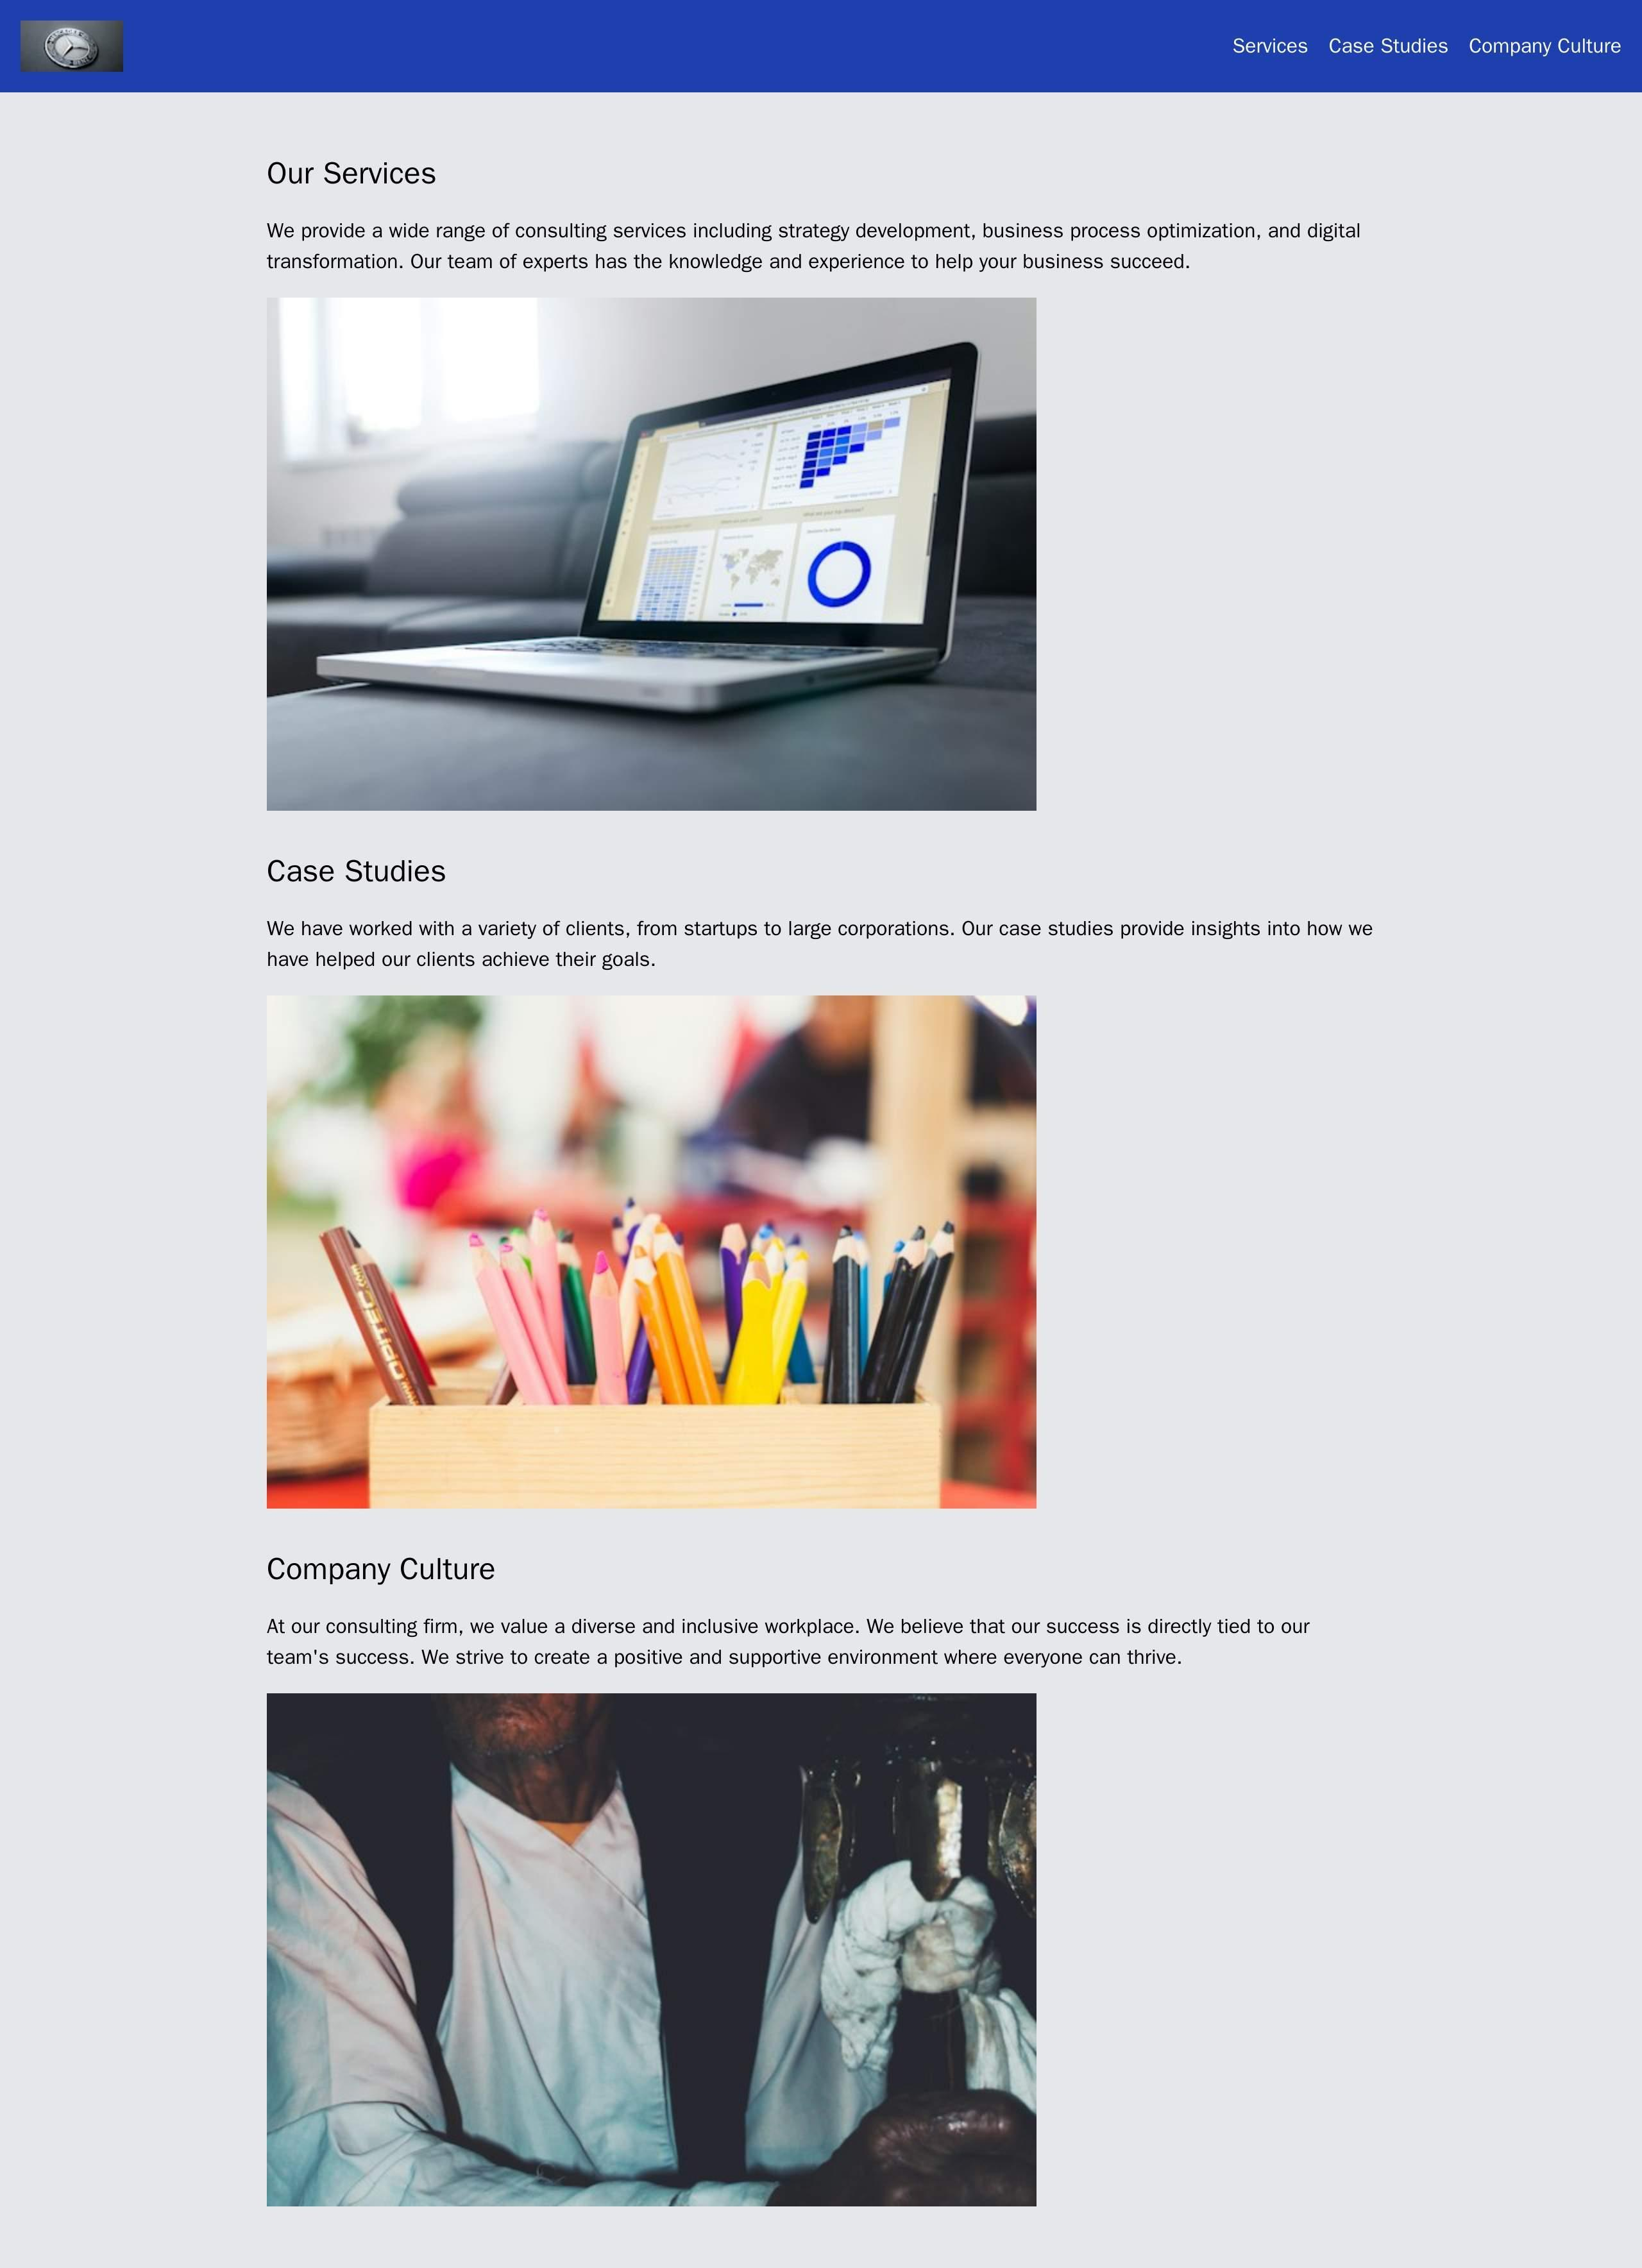 Services Case Studies Company Culture
Our Services
We provide a wide range of consulting services including strategy development, business process optimization, and digital
transformation. Our team of experts has the knowledge and experience to help your business succeed.
Case Studies
We have worked with a variety of clients, from startups to large corporations. Our case studies provide insights into how we
have helped our clients achieve their goals.
Company Culture
At our consulting firm, we value a diverse and inclusive workplace. We believe that our success is directly tied to our
team's success. We strive to create a positive and supportive environment where everyone can thrive.